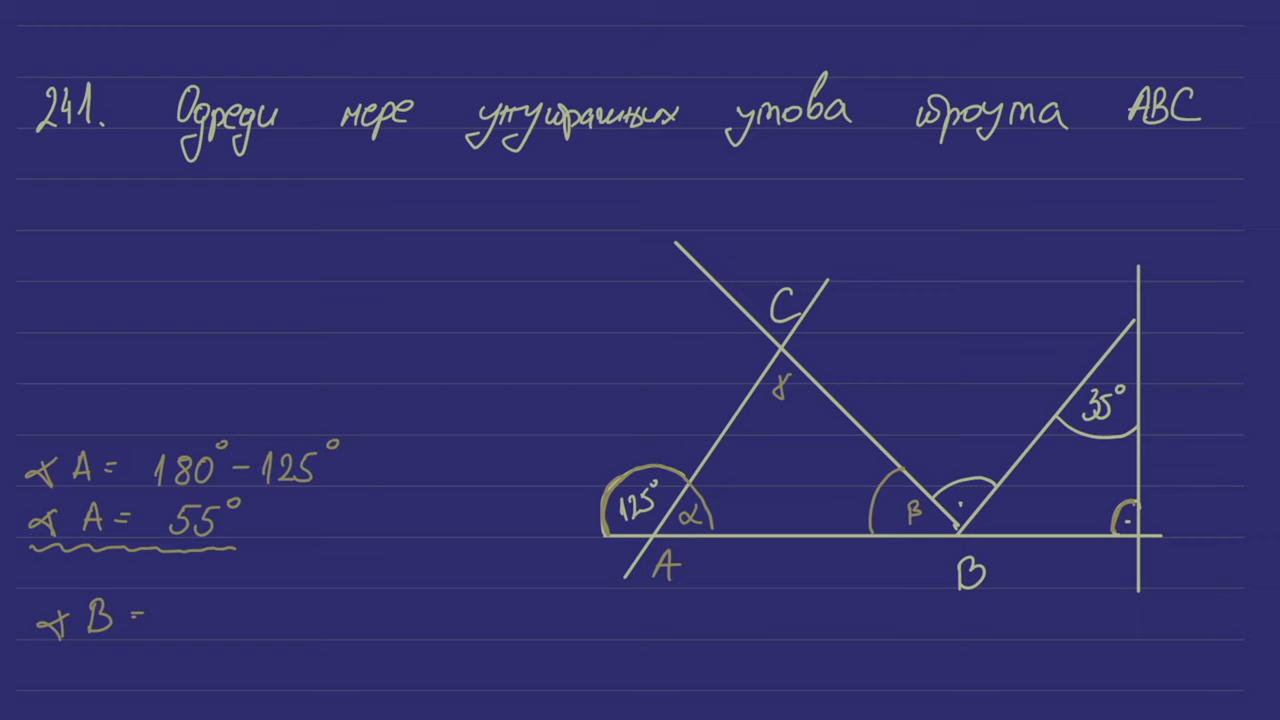 241. Одреди мере унутрашњих углова троугла ABC
C
γ
35°
125°
α
β
A
B
∢ A = 180° - 125°
∢ A = 55°
∢ B =